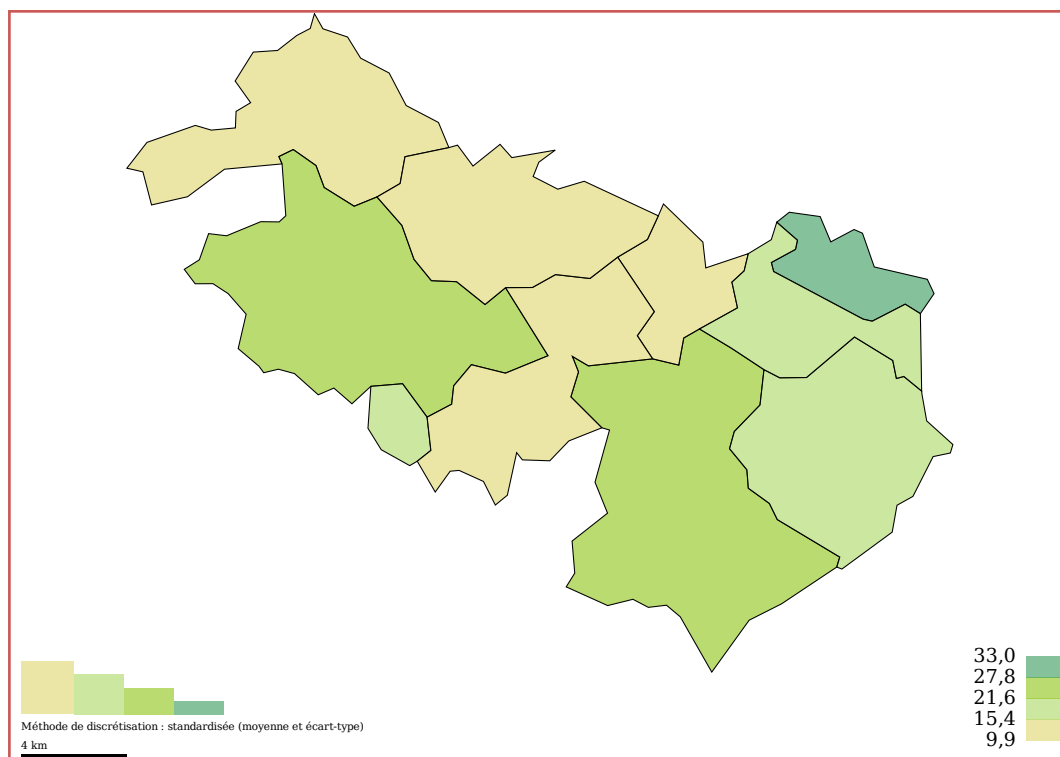 33,0
27,8
21,6
15,4
9,9
Méthode de discrétisation : standardisée (moyenne et écart-type)
4 km